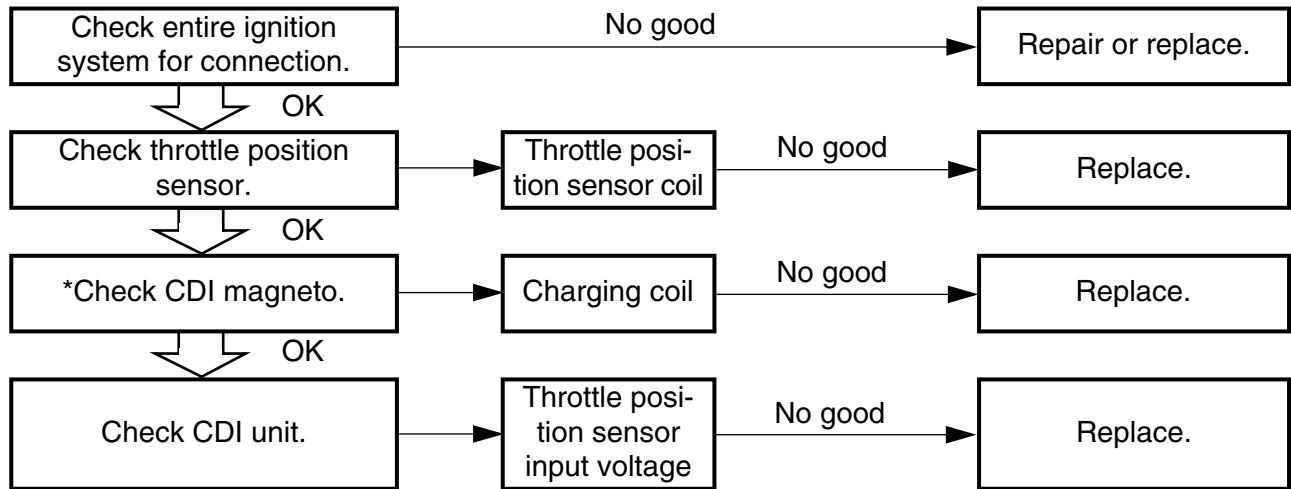 Check entire ignition
system for connection.
No good
Repair or replace.
OK
Check throttle position
sensor.
Throttle posi-
tion sensor coil
No good
Replace.
OK
*Check CDI magneto.
Charging coil
No good
Replace.
OK
Check CDI unit.
Throttle posi-
tion sensor
input voltage
No good
Replace.